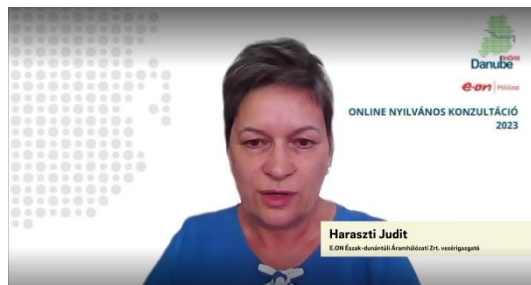 Danube
InGrid
e·on | Hálózat
ONLINE NYILVÁNOS KONZULTÁCIÓ
2023
Haraszti Judit
E.ON Észak-dunántúli Áramhálózati Zrt. vezérigazgató